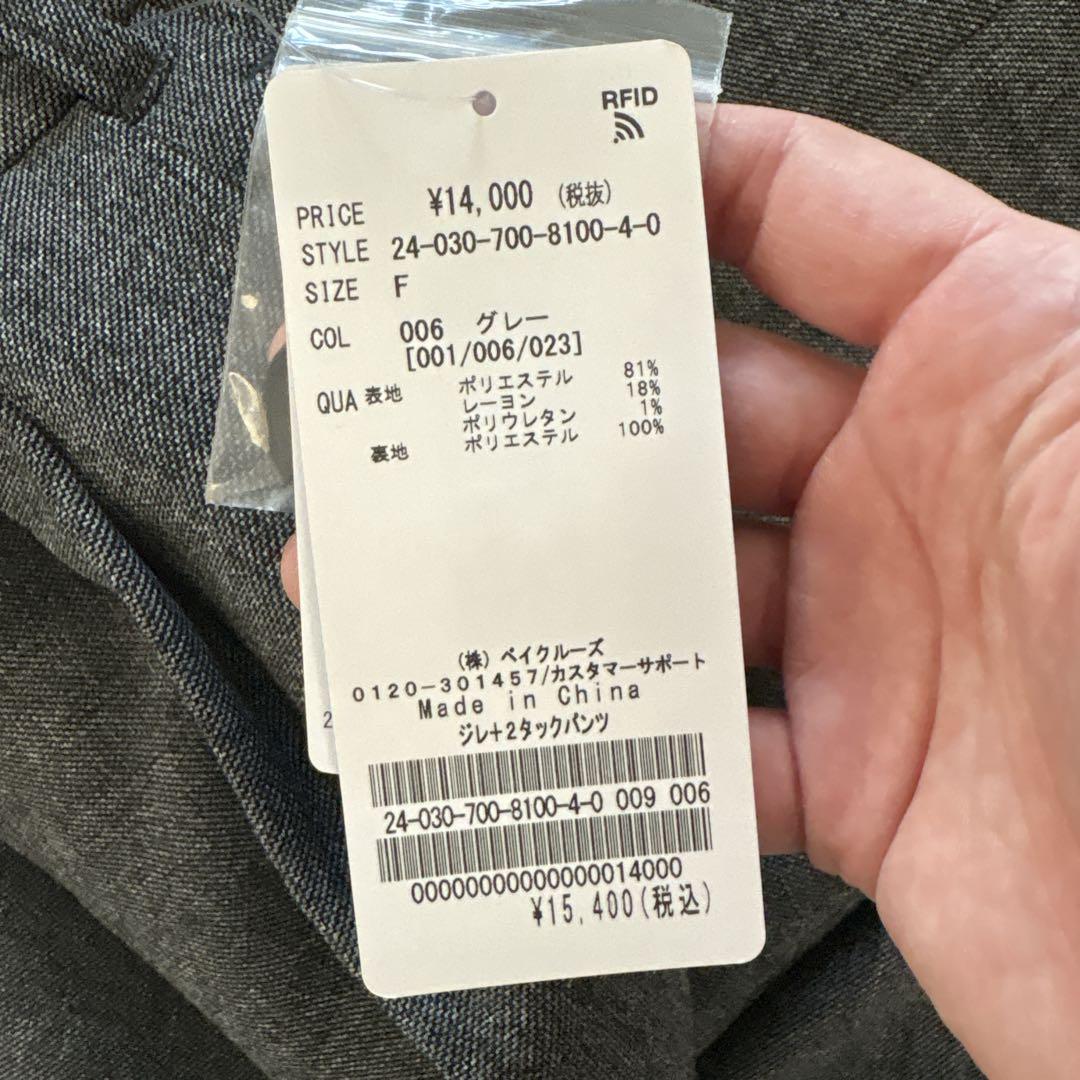 RFID
PRICE ¥14,000 (税抜)
STYLE 24-030-700-8100-4-0
SIZE F
COL 006 グレー
[001/006/023]
QUA 表地 ポリエステル 81%
レーヨン 18%
ポリウレタン 1%
裏地 ポリエステル 100%
(株) ベイクルーズ
0120-301457/カスタマーサポート
Made in China
ジレ+2タックパンツ
24-030-700-8100-4-0 009 006
00000000000000014000
¥15,400(税込)
2